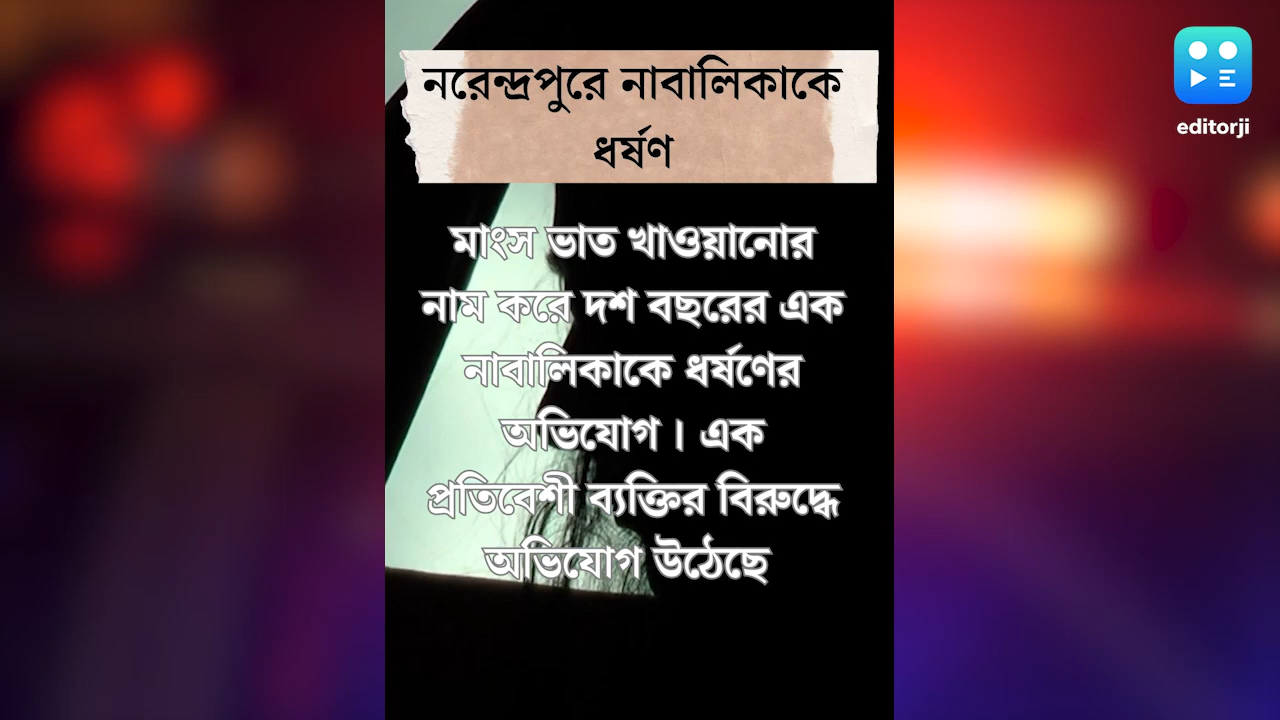 নরেন্দ্রপুরে নাবালিকাকে
ধর্ষণ
মাংস ভাত খাওয়ানোর
নাম করে দশ বছরের এক
নাবালিকাকে ধর্ষণের
অভিযোগ। এক
প্রতিবেশী ব্যক্তির বিরুদ্ধে
অভিযোগ উঠেছে
editorji